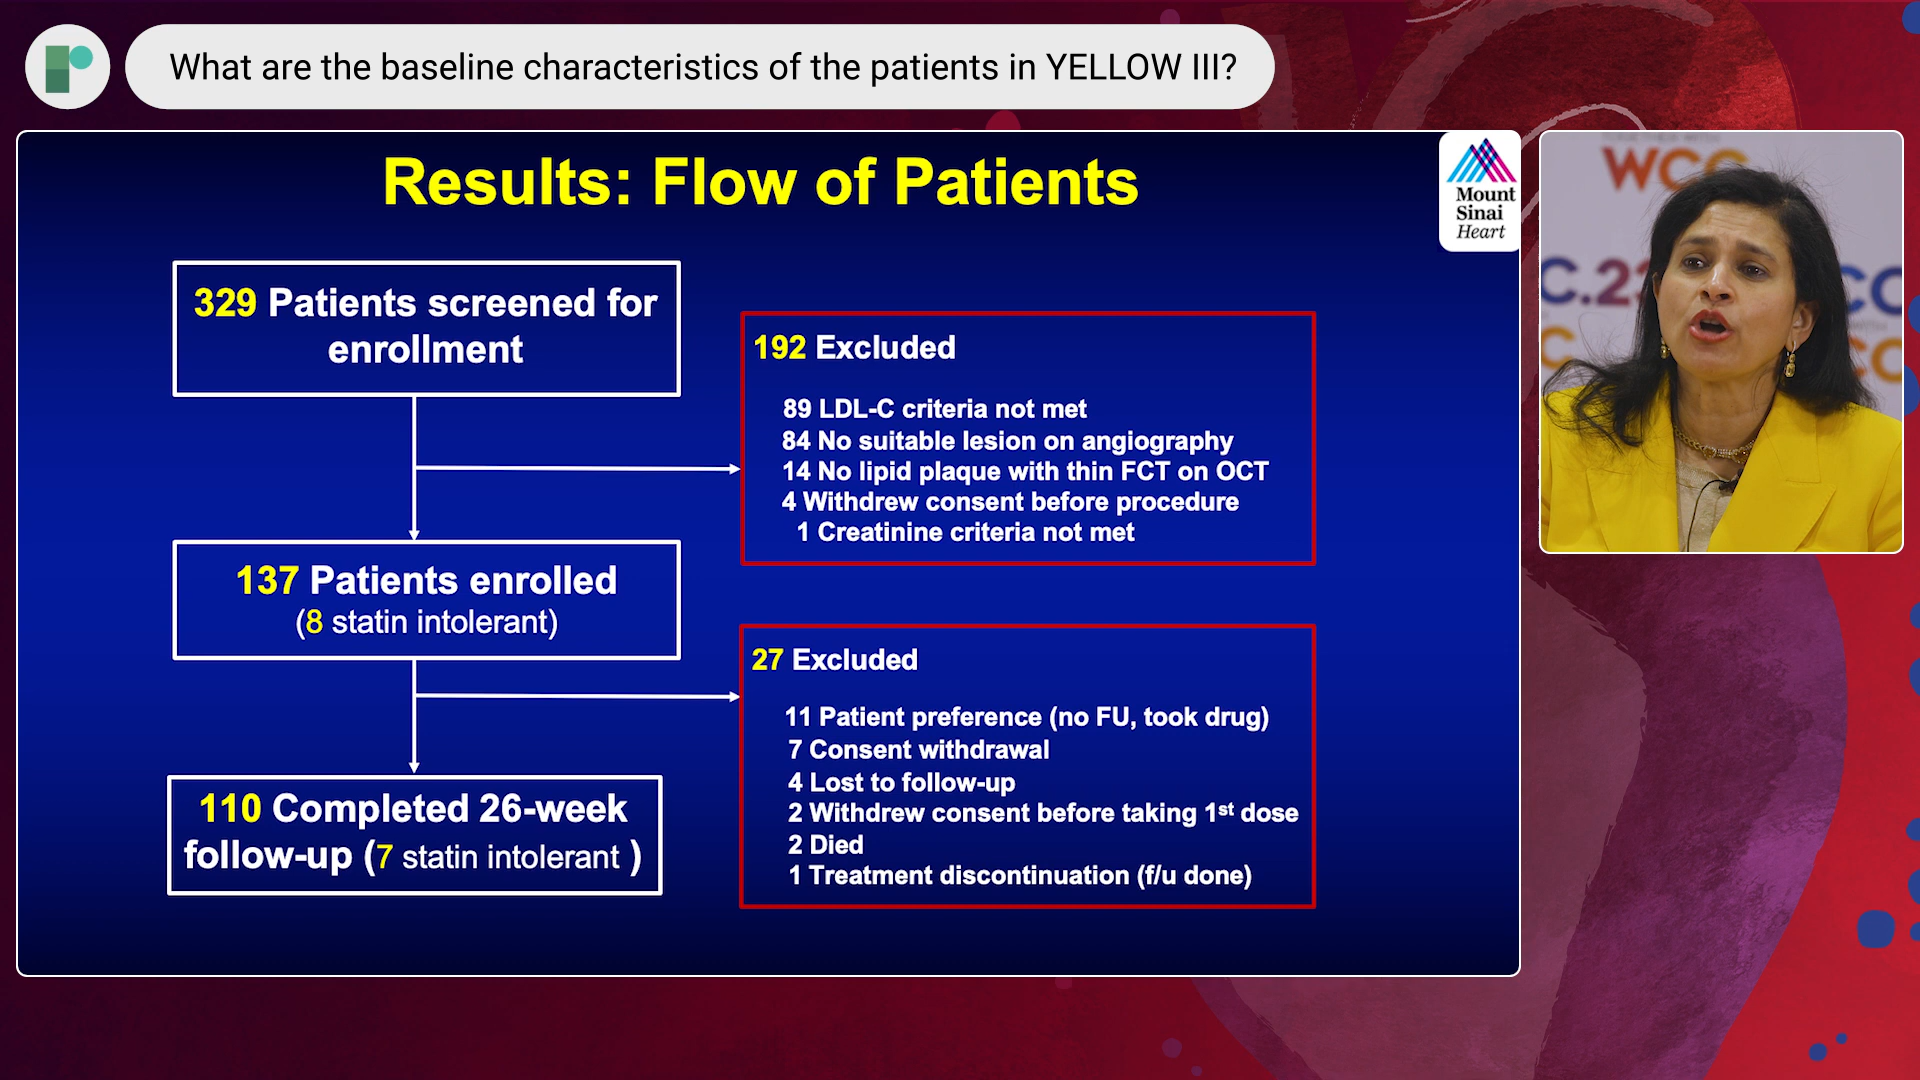 What are the baseline characteristics of the patients in YELLOW III?
Results: Flow of Patients
Mount
Sinai
Heart
329 Patients screened for
enrollment
192 Excluded
89 LDL-C criteria not met
84 No suitable lesion on angiography
14 No lipid plaque with thin FCT on OCT
4 Withdrew consent before procedure
1 Creatinine criteria not met
137 Patients enrolled
(8 statin intolerant)
27 Excluded
11 Patient preference (no FU, took drug)
7 Consent withdrawal
4 Lost to follow-up
2 Withdrew consent before taking 1st dose
2 Died
1 Treatment discontinuation (f/u done)
110 Completed 26-week
follow-up (7 statin intolerant )
WCC
C.23
CC
C
CC